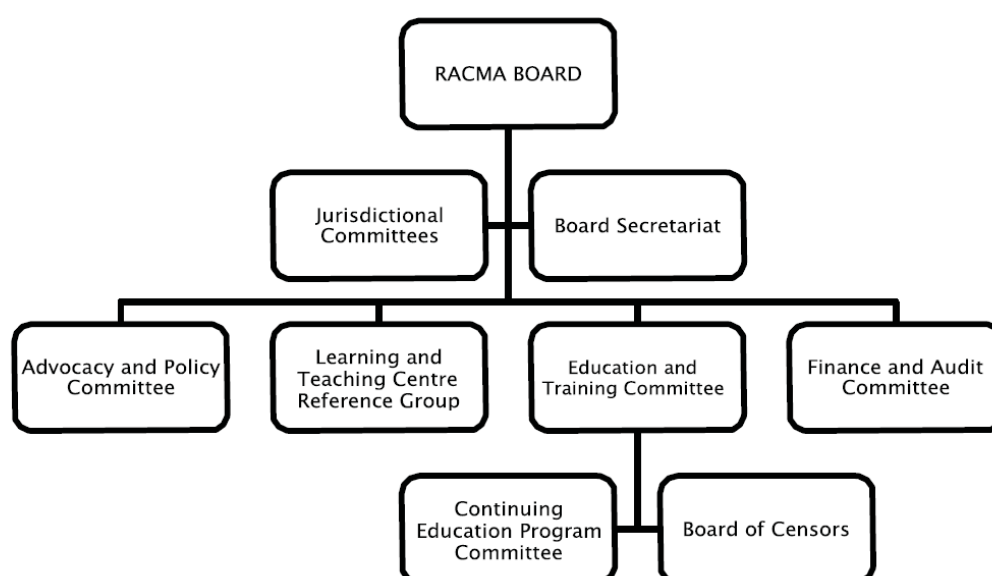 RACMA BOARD
Jurisdictional
Committees
Board Secretariat
Advocacy and Policy
Committee
Learning and
Teaching Centre
Reference Group
Education and
Training Committee
Finance and Audit
Committee
Continuing
Education Program
Committee
Board of Censors